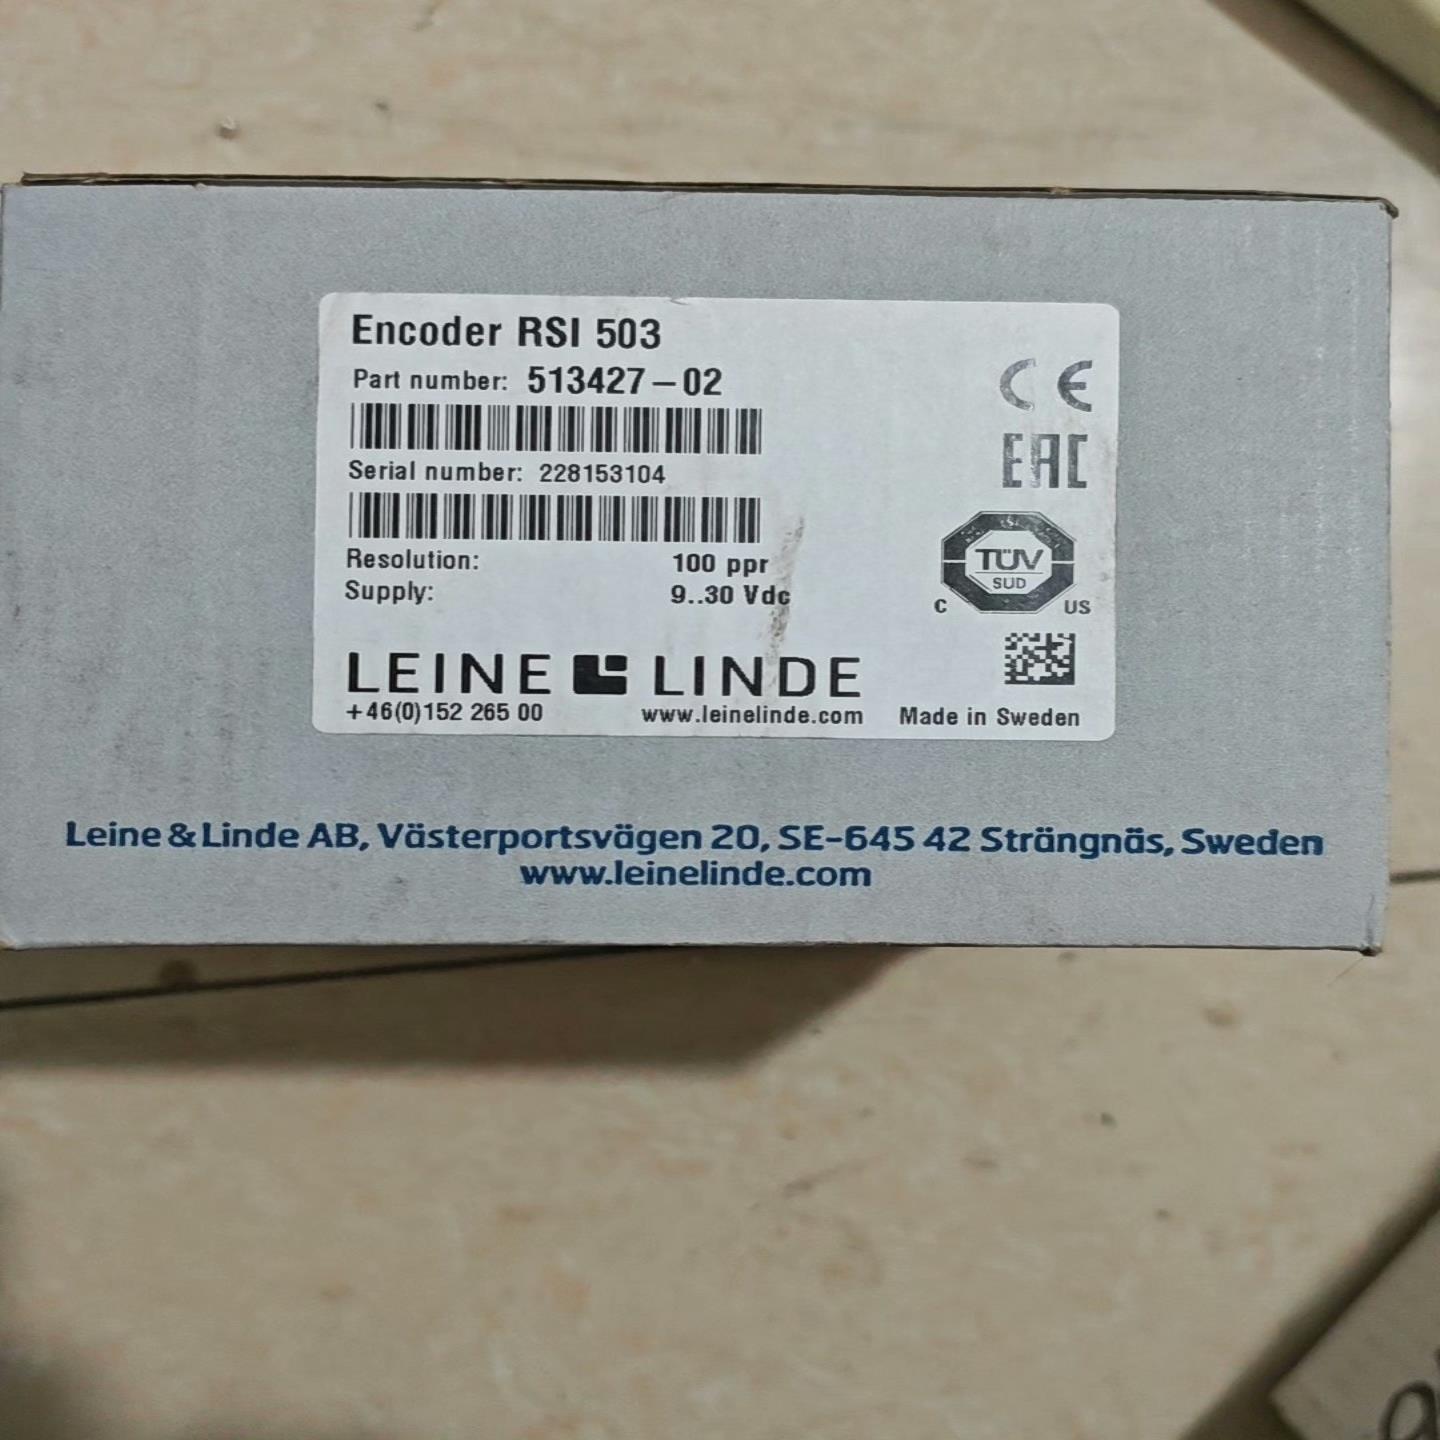 Encoder RSI 503
Part number: 513427-02
Serial number: 228153104
Resolution: 100 ppr
Supply: 9..30 Vdc
CE
EAC
TÜV
SUD
C US
LEINE LINDE
+46(0)152 265 00 www.leinelinde.com Made in Sweden
Leine & Linde AB, Västerportsvägen 20, SE-645 42 Strängnäs, Sweden
www.leinelinde.com